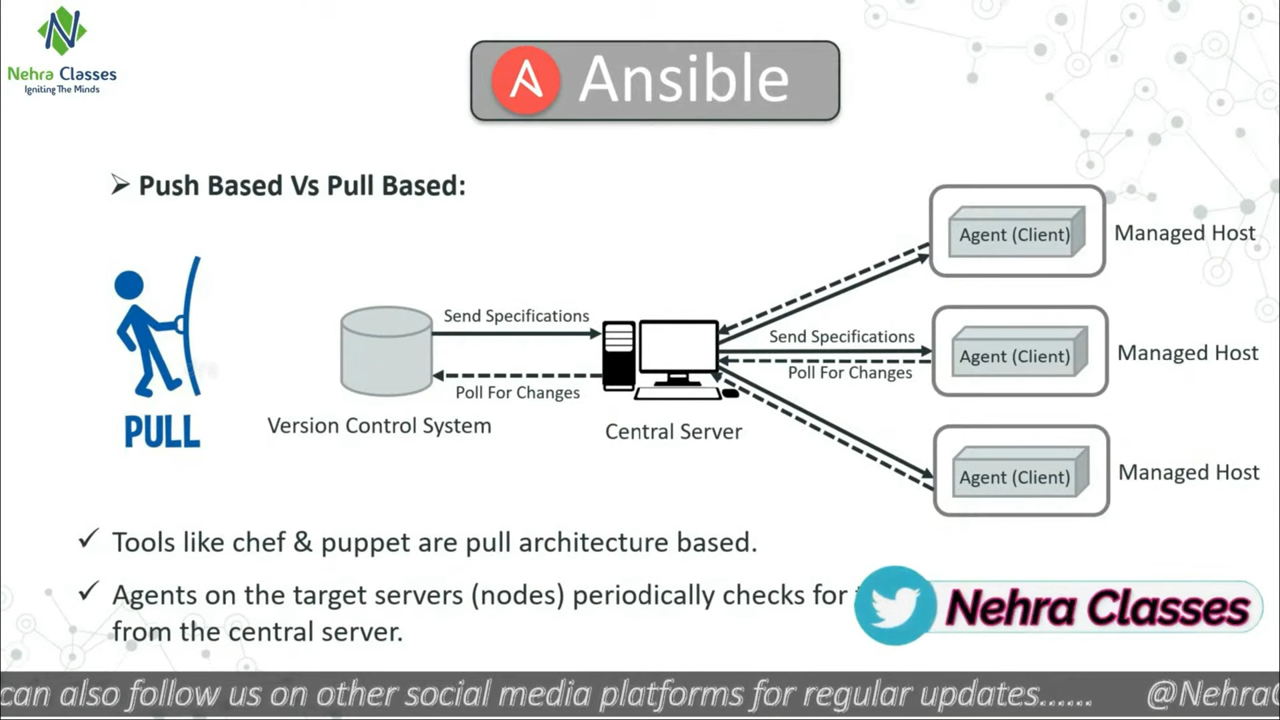 Nehra Classes
Igniting The Minds
Ansible
Push Based Vs Pull Based:
PULL
Version Control System
Send Specifications
Poll For Changes
Central Server
Send Specifications
Poll For Changes
Agent (Client)
Managed Host
Agent (Client)
Managed Host
Agent (Client)
Managed Host
Tools like chef & puppet are pull architecture based.
Agents on the target servers (nodes) periodically checks for
from the central server.
Nehra Classes
can also follow us on other social media platforms for regular updates...... @Nehra